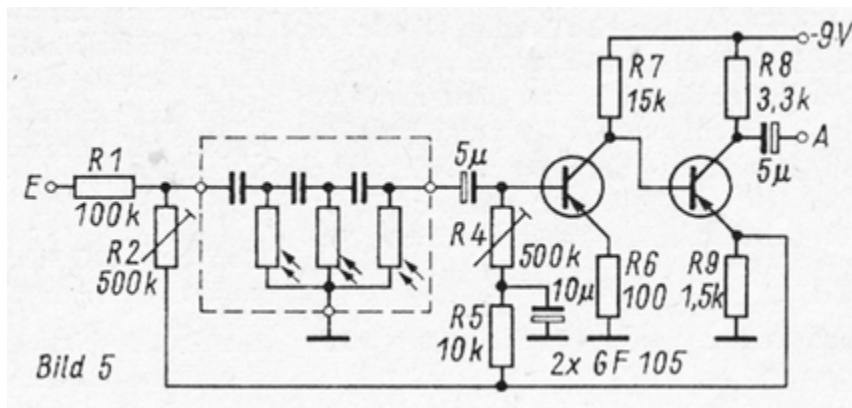 -9V
R7
15k
R8
3,3k
5µ
A
5µ
E
R1
100k
R2
500k
R4
500k
10µ
R5
10k
R6
100
R9
1,5k
2x GF 105
Bild 5